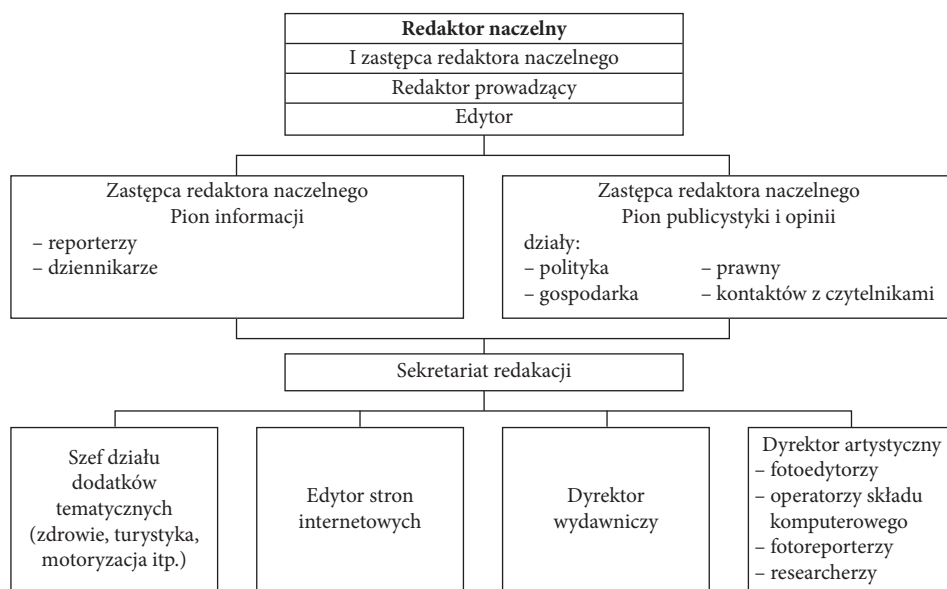 Redaktor naczelny
I zastępca redaktora naczelnego
Redaktor prowadzący
Edytor
Zastępca redaktora naczelnego
Pion informacji
– reporterzy
– dziennikarze
Zastępca redaktora naczelnego
Pion publicystyki i opinii
działy:
– polityka – prawny
– gospodarka – kontaktów z czytelnikami
Sekretariat redakacji
Szef działu
dodatków
tematycznych
(zdrowie, turystyka,
motoryzacja itp.)
Edytor stron
internetowych
Dyrektor
wydawniczy
Dyrektor artystyczny
– fotoedytorzy
– operatorzy składu
komputerowego
– fotoreporterzy
– researcherzy